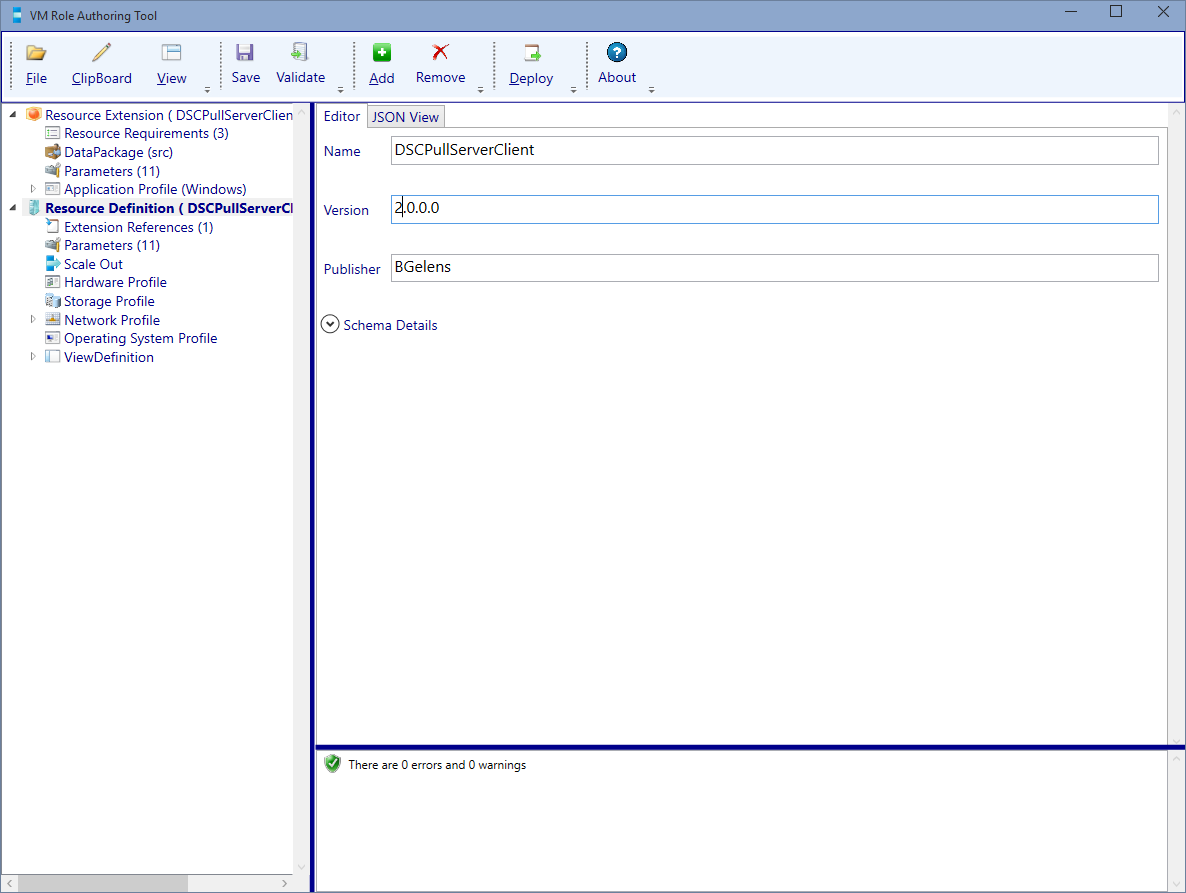 VM Role Authoring Tool
File ClipBoard View Save Validate Add Remove Deploy About
Resource Extension ( DSCPullServerClien
Resource Requirements (3)
DataPackage (src)
Parameters (11)
Application Profile (Windows)
Resource Definition ( DSCPullServerCl
Extension References (1)
Parameters (11)
Scale Out
Hardware Profile
Storage Profile
Network Profile
Operating System Profile
ViewDefinition
Editor JSON View
Name DSCPullServerClient
Version 2.0.0.0
Publisher BGelens
Schema Details
There are 0 errors and 0 warnings